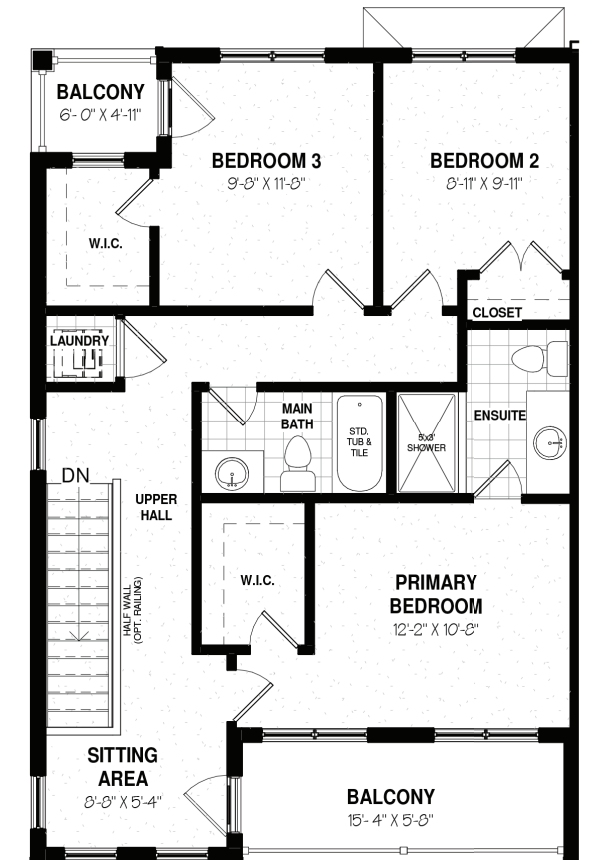 BALCONY
6'- 0" X 4'-11"
BEDROOM 3
9'-8" X 11'-8"
BEDROOM 2
8'-11" X 9'-11"
W.I.C.
CLOSET
LAUNDRY
MAIN
BATH
STD.
TUB &
TILE
5'x3'
SHOWER
ENSUITE
DN
UPPER
HALL
HALF WALL
(OPT. RAILING)
W.I.C.
PRIMARY
BEDROOM
12'-2" X 10'-8"
SITTING
AREA
8'-8" X 5'-4"
BALCONY
15'- 4" X 5'-8"